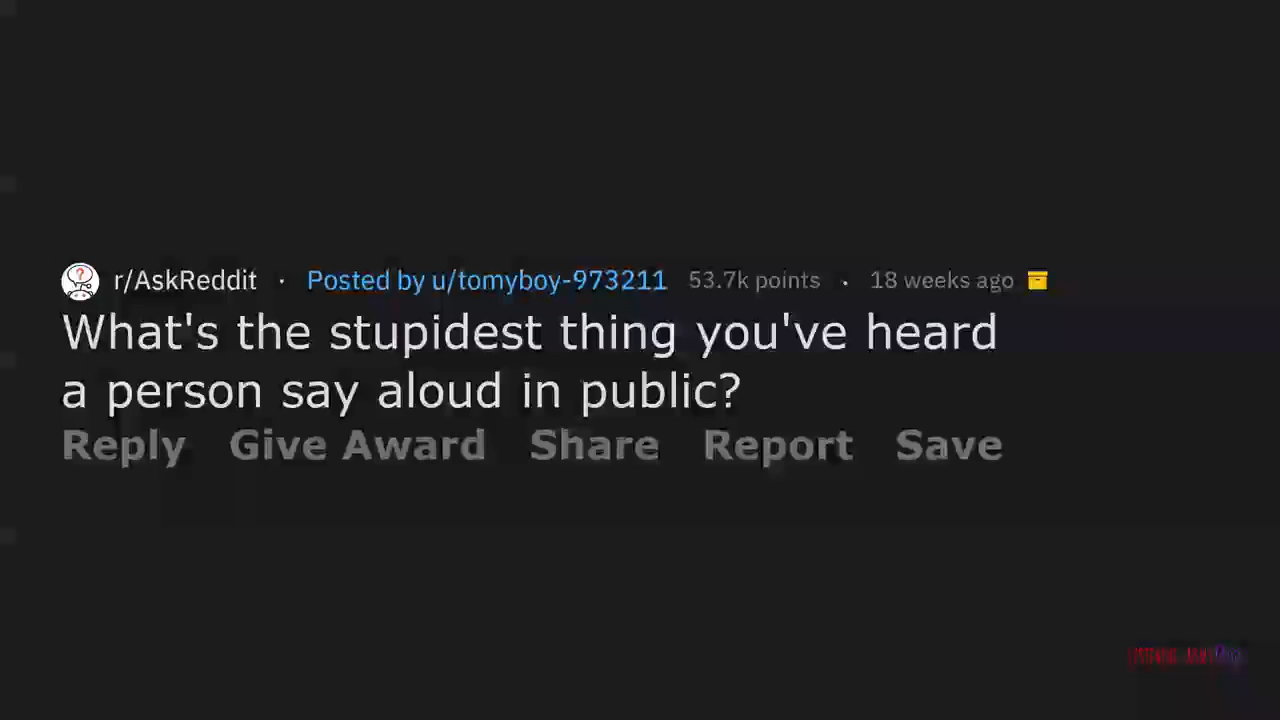 r/AskReddit · Posted by u/tomyboy-973211 53.7k points · 18 weeks ago
What's the stupidest thing you've heard
a person say aloud in public?
Reply Give Award Share Report Save